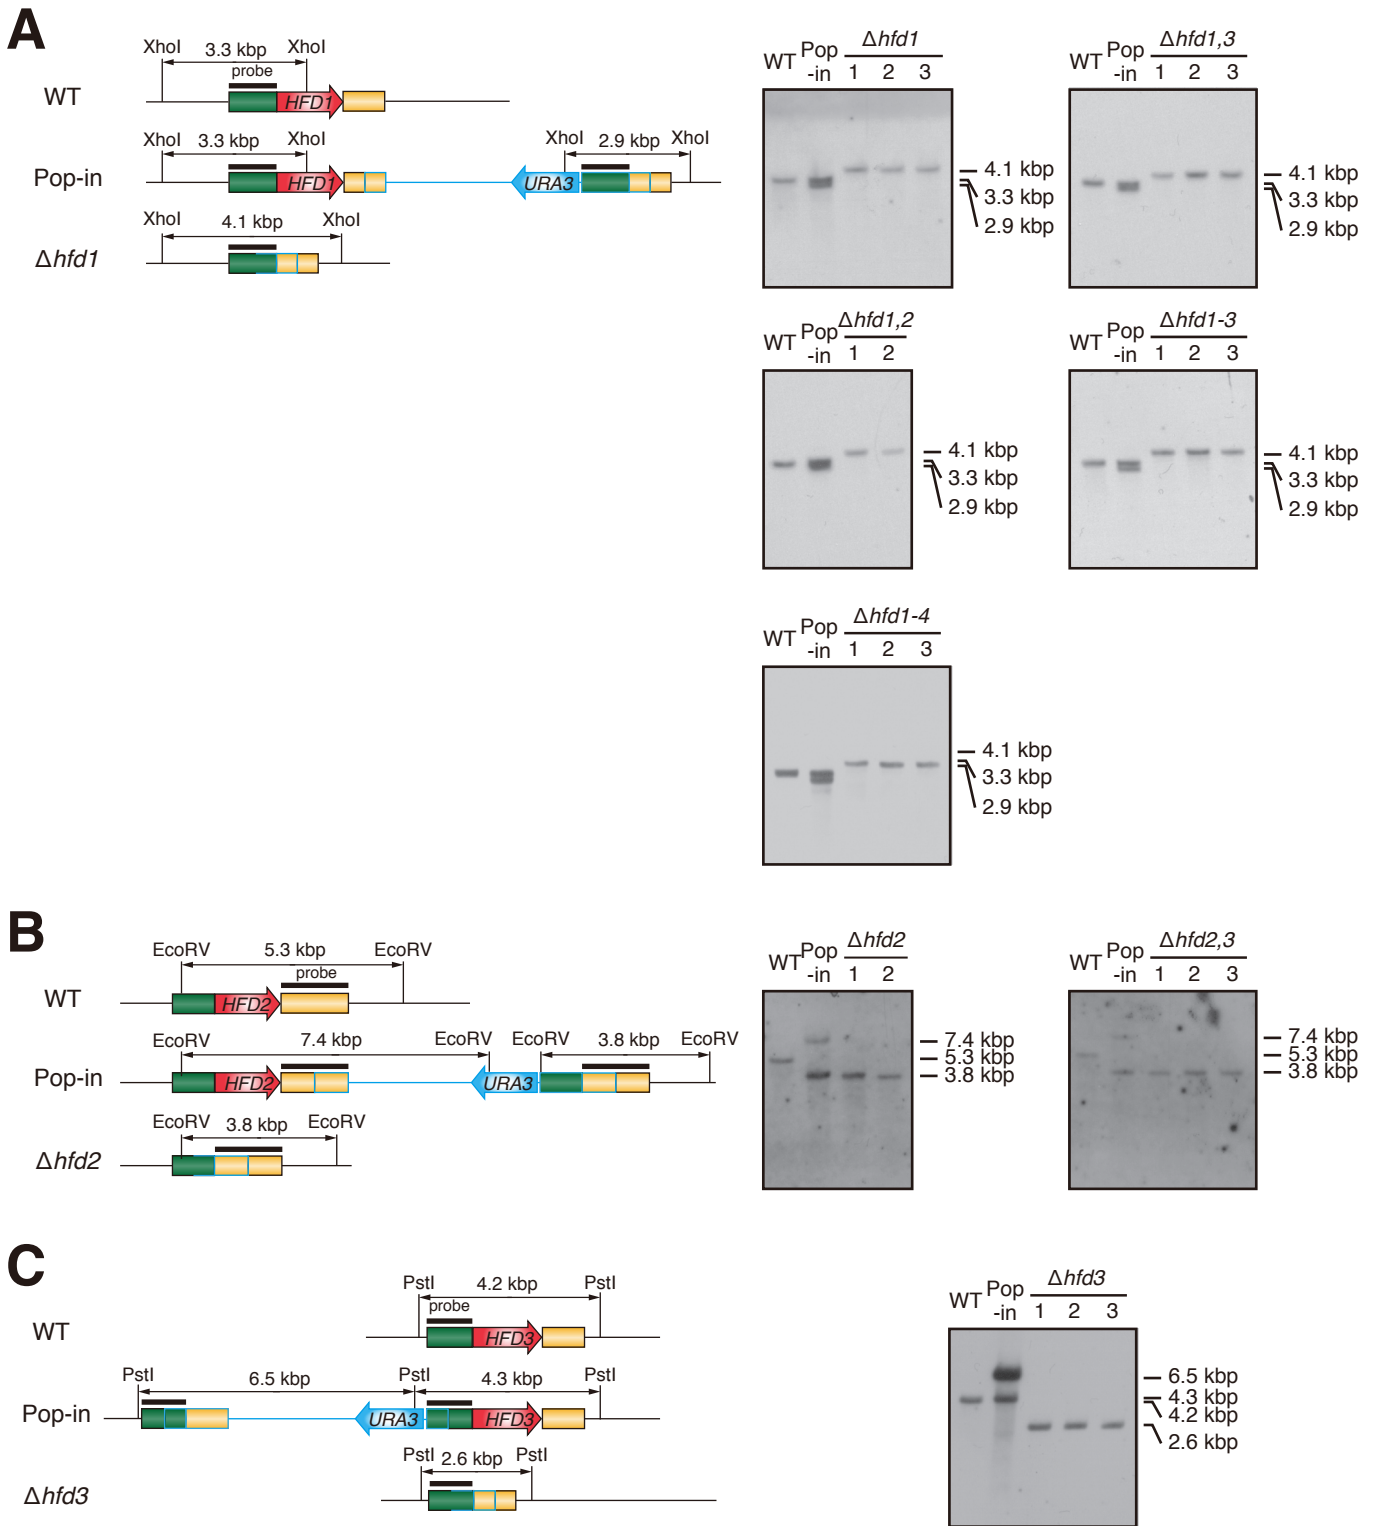 A
XhoI 3.3 kbp XhoI
probe
WT
HFD1
XhoI 3.3 kbp XhoI XhoI 2.9 kbp XhoI
Pop-in
HFD1 URA3
XhoI 4.1 kbp XhoI
Δhfd1
WT Pop-in Δhfd1
1 2 3
4.1 kbp
3.3 kbp
2.9 kbp
WT Pop-in Δhfd1,3
1 2 3
4.1 kbp
3.3 kbp
2.9 kbp
WT Pop-in Δhfd1,2
1 2
4.1 kbp
3.3 kbp
2.9 kbp
WT Pop-in Δhfd1-3
1 2 3
4.1 kbp
3.3 kbp
2.9 kbp
WT Pop-in Δhfd1-4
1 2 3
4.1 kbp
3.3 kbp
2.9 kbp
B
EcoRV 5.3 kbp EcoRV
probe
WT
HFD2
EcoRV 7.4 kbp EcoRV EcoRV 3.8 kbp EcoRV
Pop-in
HFD2 URA3
EcoRV 3.8 kbp EcoRV
Δhfd2
WT Pop-in Δhfd2
1 2
7.4 kbp
5.3 kbp
3.8 kbp
WT Pop-in Δhfd2,3
1 2 3
7.4 kbp
5.3 kbp
3.8 kbp
C
PstI 4.2 kbp PstI
probe
WT
HFD3
PstI 6.5 kbp PstI 4.3 kbp PstI
Pop-in
URA3 HFD3
PstI 2.6 kbp PstI
Δhfd3
WT Pop-in Δhfd3
1 2 3
6.5 kbp
4.3 kbp
4.2 kbp
2.6 kbp